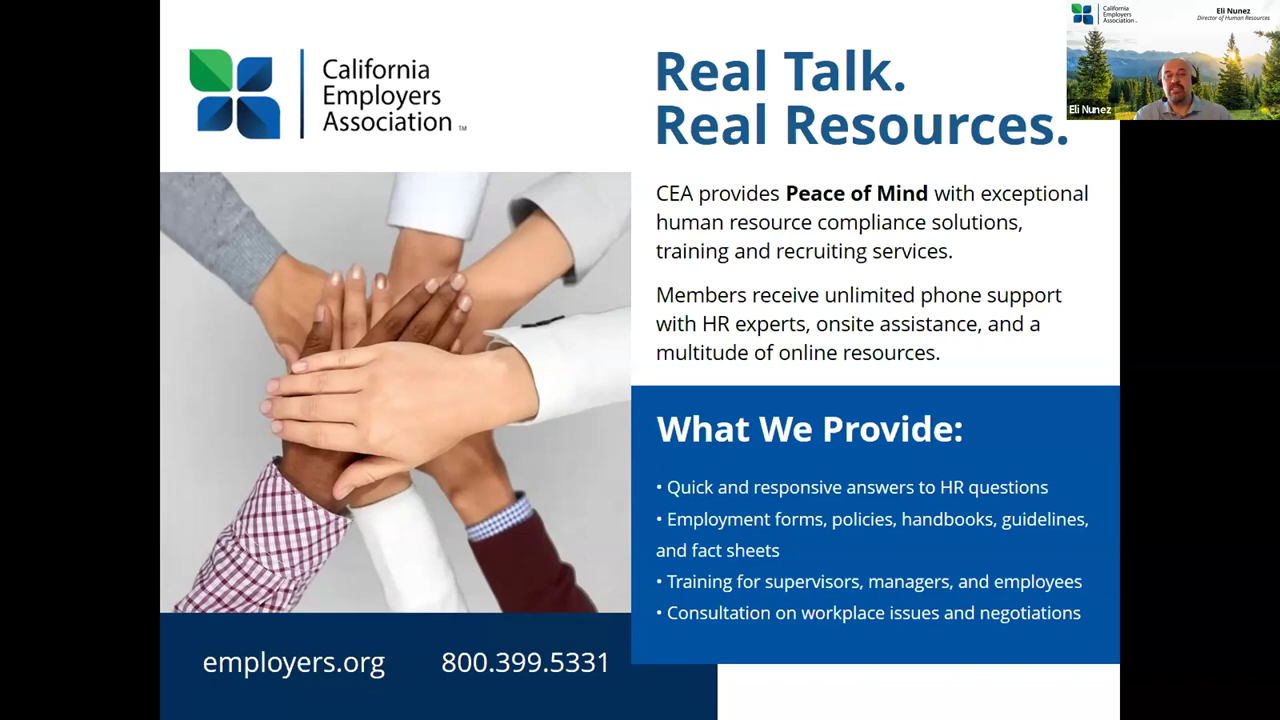 California
Employers
Association™
Real Talk.
Real Resources.
CEA provides Peace of Mind with exceptional
human resource compliance solutions,
training and recruiting services.
Members receive unlimited phone support
with HR experts, onsite assistance, and a
multitude of online resources.
What We Provide:
• Quick and responsive answers to HR questions
• Employment forms, policies, handbooks, guidelines,
and fact sheets
• Training for supervisors, managers, and employees
• Consultation on workplace issues and negotiations
employers.org
800.399.5331
California
Employers
Association
Eli Nunez
Director of Human Resources
Eli Nunez